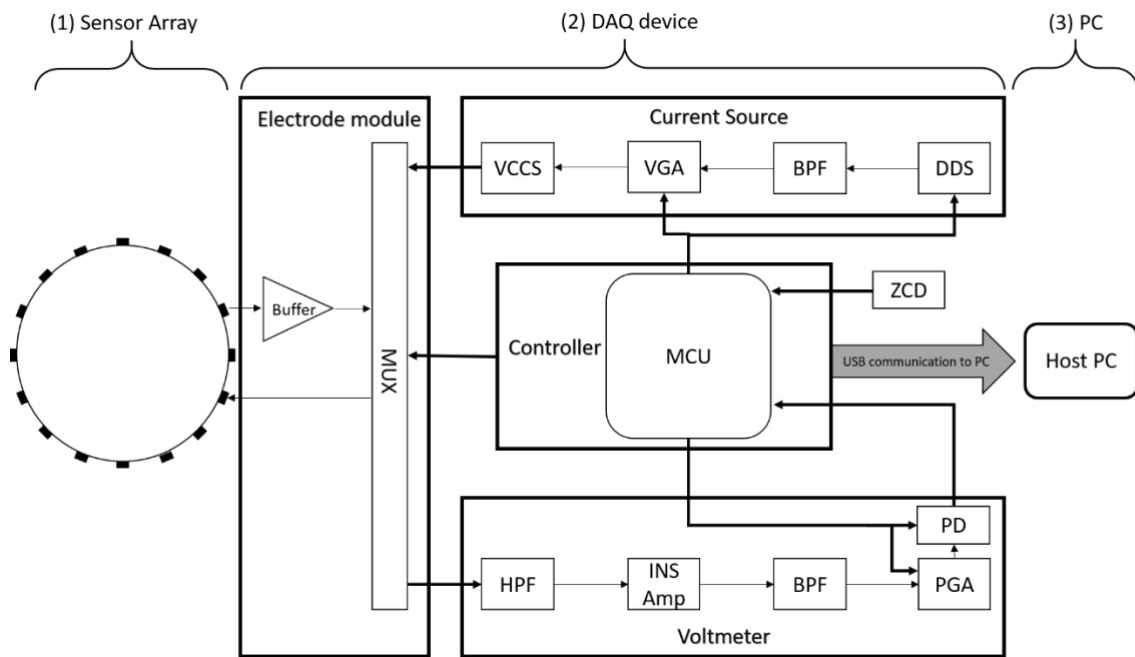 (1) Sensor Array
(2) DAQ device
(3) PC
Electrode module
Current Source
VCCS
VGA
BPF
DDS
Buffer
MUX
Controller
MCU
ZCD
USB communication to PC
Host PC
PD
HPF
INS
Amp
BPF
PGA
Voltmeter